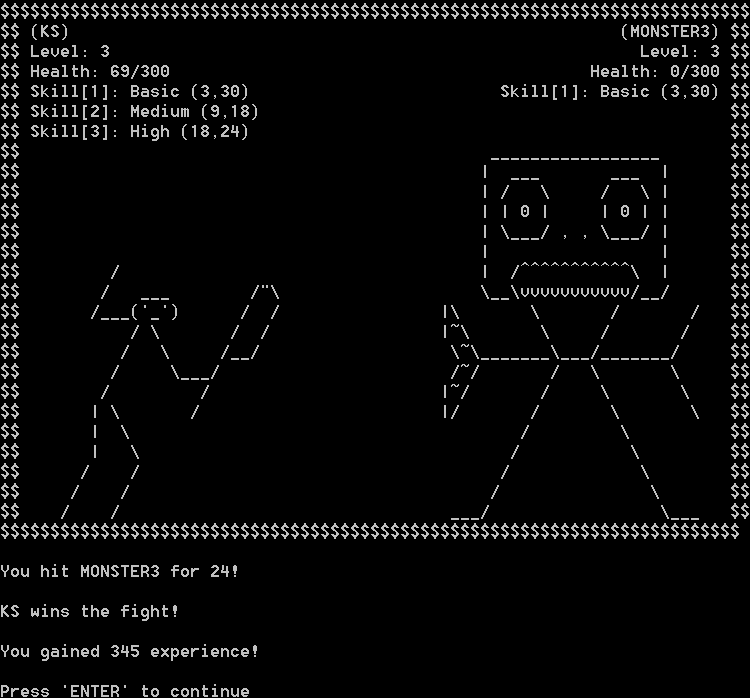 (KS) (MONSTER3)
Level: 3 Level: 3
Health: 69/300 Health: 0/300
Skill[1]: Basic (3,30) Skill[1]: Basic (3,30)
Skill[2]: Medium (9,18)
Skill[3]: High (18,24)
You hit MONSTER3 for 24!
KS wins the fight!
You gained 345 experience!
Press 'ENTER' to continue